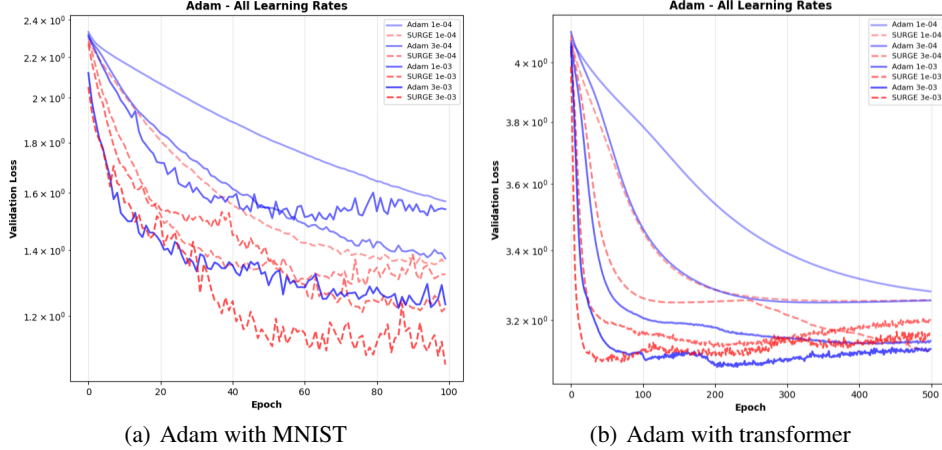 Adam - All Learning Rates
2.4 × 10⁰
2.2 × 10⁰
2 × 10⁰
1.8 × 10⁰
1.6 × 10⁰
1.4 × 10⁰
1.2 × 10⁰
Validation Loss
Adam 1e-04
SURGE 1e-04
Adam 3e-04
SURGE 3e-04
Adam 1e-03
SURGE 1e-03
Adam 3e-03
SURGE 3e-03
0 20 40 60 80 100
Epoch
(a) Adam with MNIST
Adam - All Learning Rates
4 × 10⁰
3.8 × 10⁰
3.6 × 10⁰
3.4 × 10⁰
3.2 × 10⁰
Validation Loss
Adam 1e-04
SURGE 1e-04
Adam 3e-04
SURGE 3e-04
Adam 1e-03
SURGE 1e-03
Adam 3e-03
SURGE 3e-03
0 100 200 300 400 500
Epoch
(b) Adam with transformer